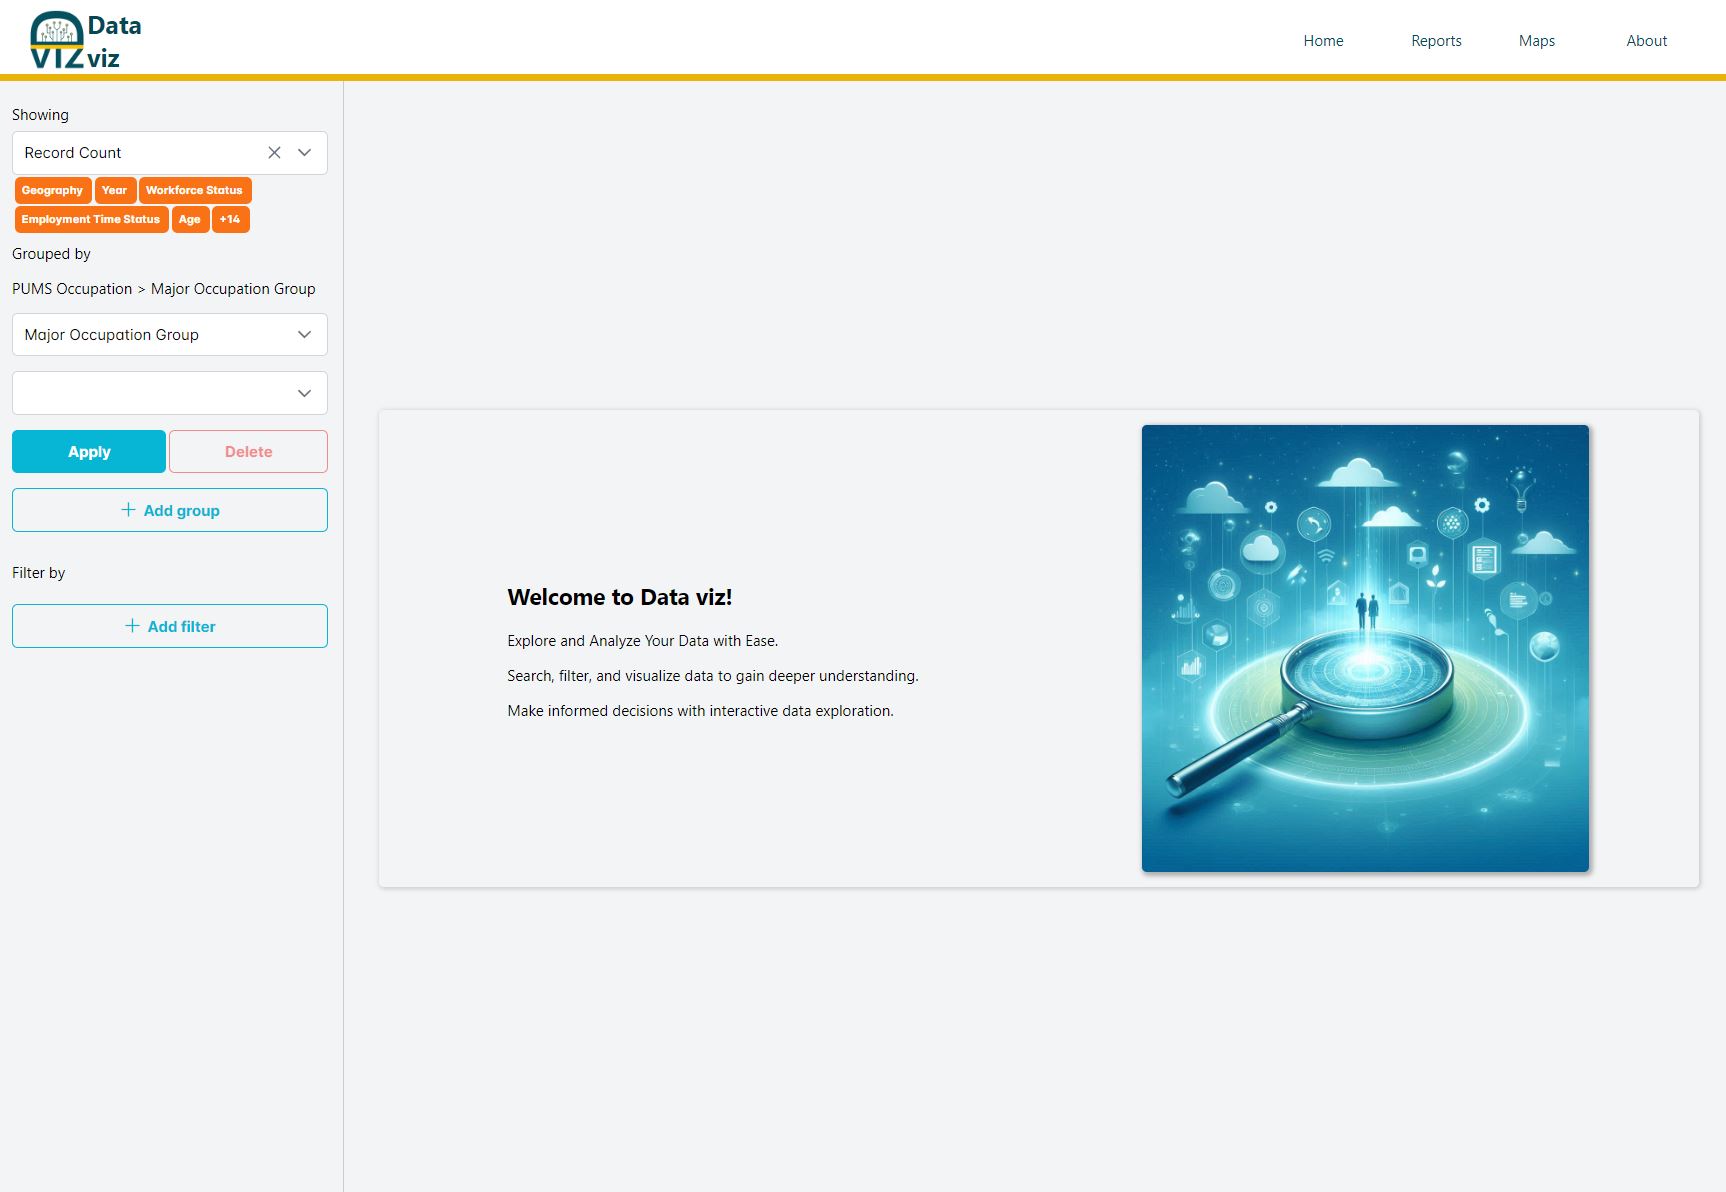 Data
viz
VIZ
Home
Reports
Maps
About
Showing
Record Count
Geography
Year
Workforce Status
Employment Time Status
Age
+14
Grouped by
PUMS Occupation > Major Occupation Group
Major Occupation Group
Apply
Delete
+ Add group
Filter by
+ Add filter
Welcome to Data viz!
Explore and Analyze Your Data with Ease.
Search, filter, and visualize data to gain deeper understanding.
Make informed decisions with interactive data exploration.